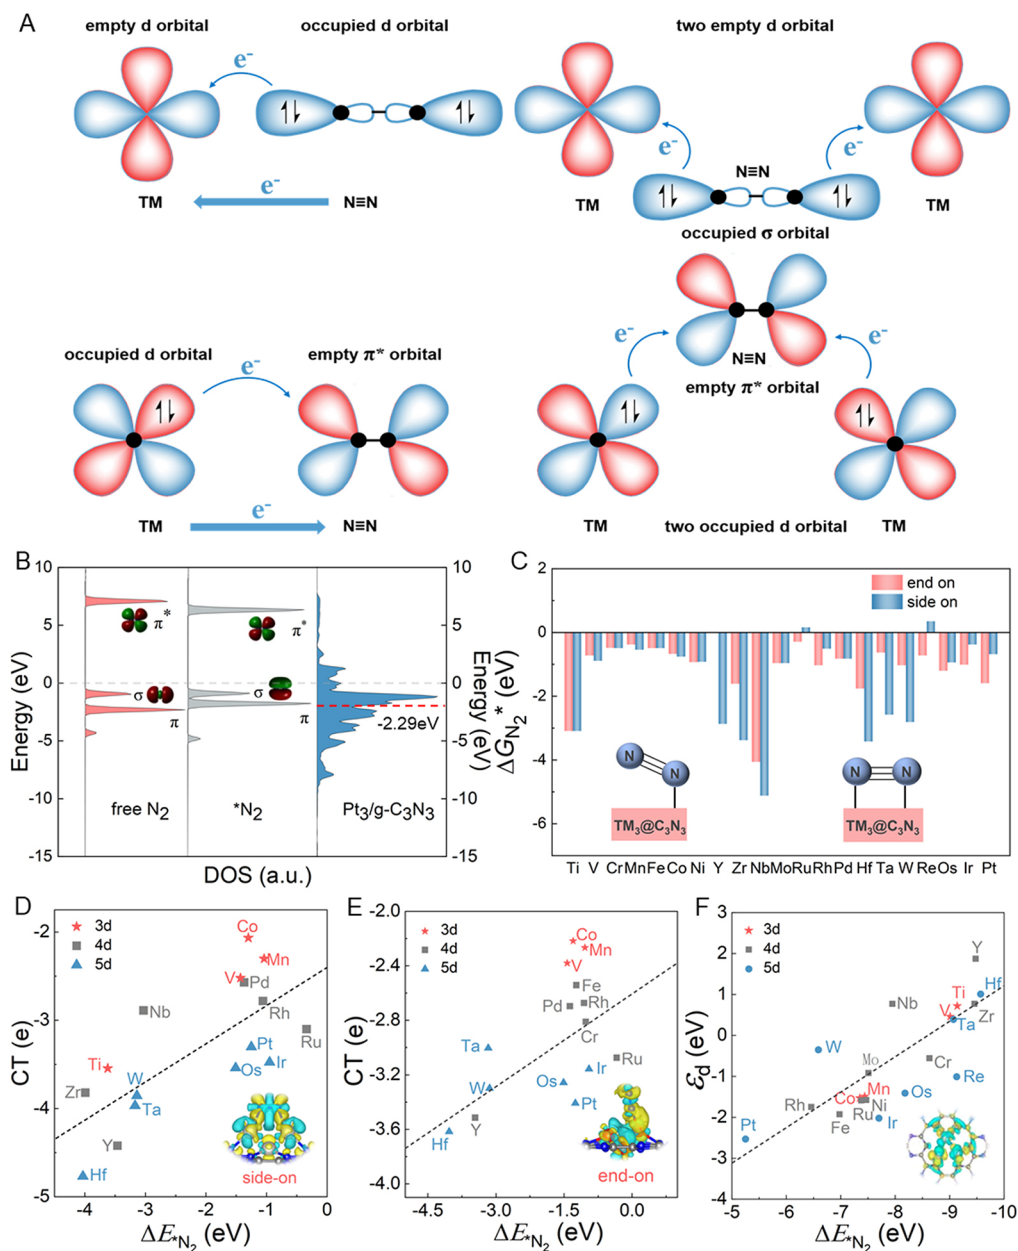 A
empty d orbital
occupied d orbital
two empty d orbital
e-
e-
e-
N≡N
e-
TM
N≡N
TM
TM
occupied σ orbital
occupied d orbital
empty π* orbital
e-
e-
e-
N≡N
empty π* orbital
e-
TM
N≡N
TM
two occupied d orbital
TM
B
10
5
0
-5
-10
-15
Energy (eV)
π*
σ
π
free N2
π*
σ
π
*N2
-2.29eV
Pt3/g-C3N3
10
5
0
-5
-10
-15
Energy (eV)
DOS (a.u.)
C
end on
side on
0
-2
-4
-6
ΔGN2* (eV)
N
N
TM3@C3N3
N
N
TM3@C3N3
Ti V Cr Mn Fe Co Ni Y Zr Nb Mo Ru Rh Pd Hf Ta W Re Os Ir Pt
D
3d
4d
5d
-2
-3
-4
-5
CT (e)
Co
Mn
V
Pd
Nb
Rh
Ru
Pt
Ti
Os
Ir
Zr
W
Ta
Y
Hf
side-on
-4 -3 -2 -1 0
ΔE*N2 (eV)
E
3d
4d
5d
-2.0
-2.4
-2.8
-3.2
-3.6
-4.0
CT (e)
Co
Mn
V
Fe
Pd
Rh
Cr
Ta
Ru
Ir
W
Os
Pt
Y
Hf
end-on
-4.5 -3.0 -1.5 0.0
ΔE*N2 (eV)
F
3d
4d
5d
3
2
1
0
-1
-2
-3
-4
εd (eV)
Y
Hf
Nb
Ti
V
Zr
Ta
W
Mo
Cr
Re
Mn
Os
Co
Rh
Ru
Ni
Fe
Ir
Pt
-5 -6 -7 -8 -9 -10
ΔE*N2 (eV)